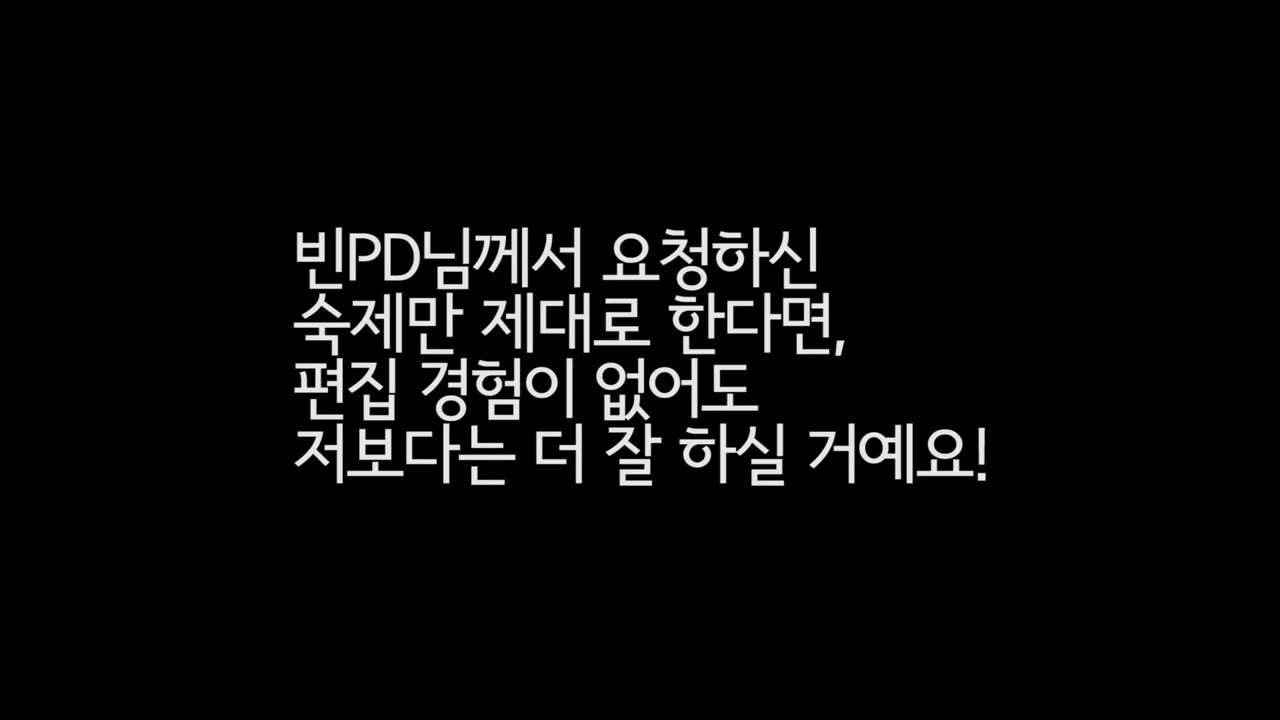 빈PD님께서 요청하신
숙제만 제대로 한다면,
편집 경험이 없어도
저보다는 더 잘 하실 거예요!